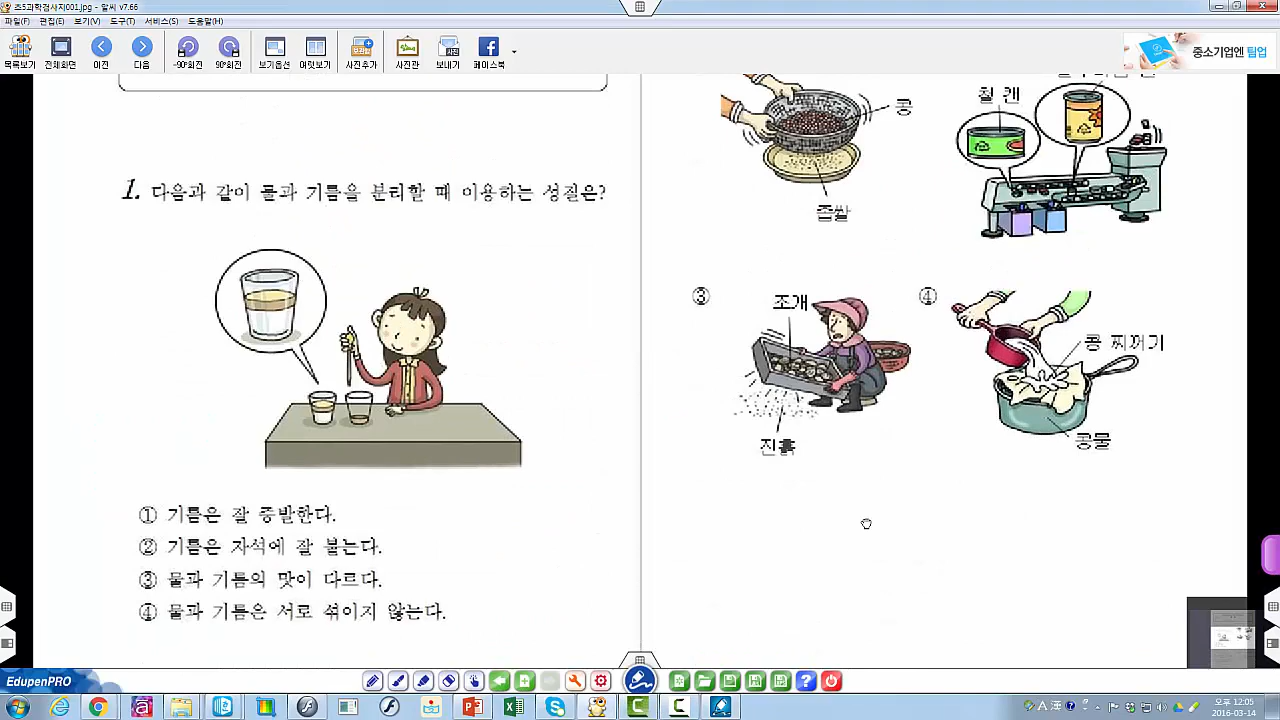 초5과학검사지001.jpg - 알씨 v7.66
파일(F) 편집(E) 보기(V) 도구(T) 서비스(S) 도움말(H)
목록보기 전체화면 이전 다음 -90°회전 90°회전 보기옵션 여럿보기 사진추가 사진관 보내기 페이스북
중소기업엔 팁업
1. 다음과 같이 물과 기름을 분리할 때 이용하는 성질은?
① 기름은 잘 증발한다.
② 기름은 자석에 잘 붙는다.
③ 물과 기름의 맛이 다르다.
④ 물과 기름은 서로 섞이지 않는다.
콩
좁쌀
철 캔
③
조개
진흙
④
콩 찌꺼기
콩물
EdupenPRO
오후 12:05
2016-03-14